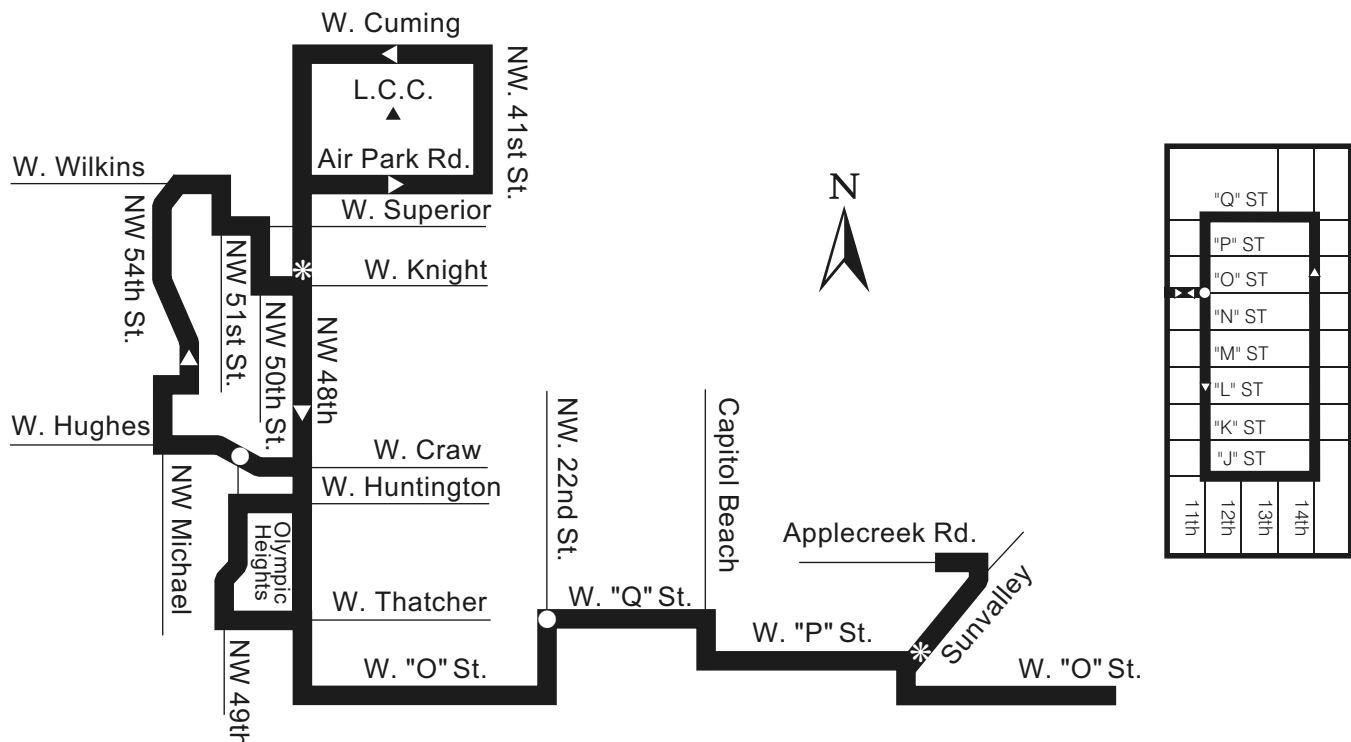 W. Cuming
NW. 41st St.
L.C.C.
Air Park Rd.
W. Wilkins
W. Superior
W. Knight
NW 54th St.
NW 51st St.
NW 50th St.
NW 48th
W. Hughes
W. Craw
W. Huntington
NW Michael
Olympic
Heights
W. Thatcher
NW 49th
W. "O" St.
NW. 22nd St.
W. "Q" St.
Capitol Beach
W. "P" St.
Applecreek Rd.
Sunvalley
W. "O" St.
N
"Q" ST
"P" ST
"O" ST
"N" ST
"M" ST
"L" ST
"K" ST
"J" ST
11th
12th
13th
14th